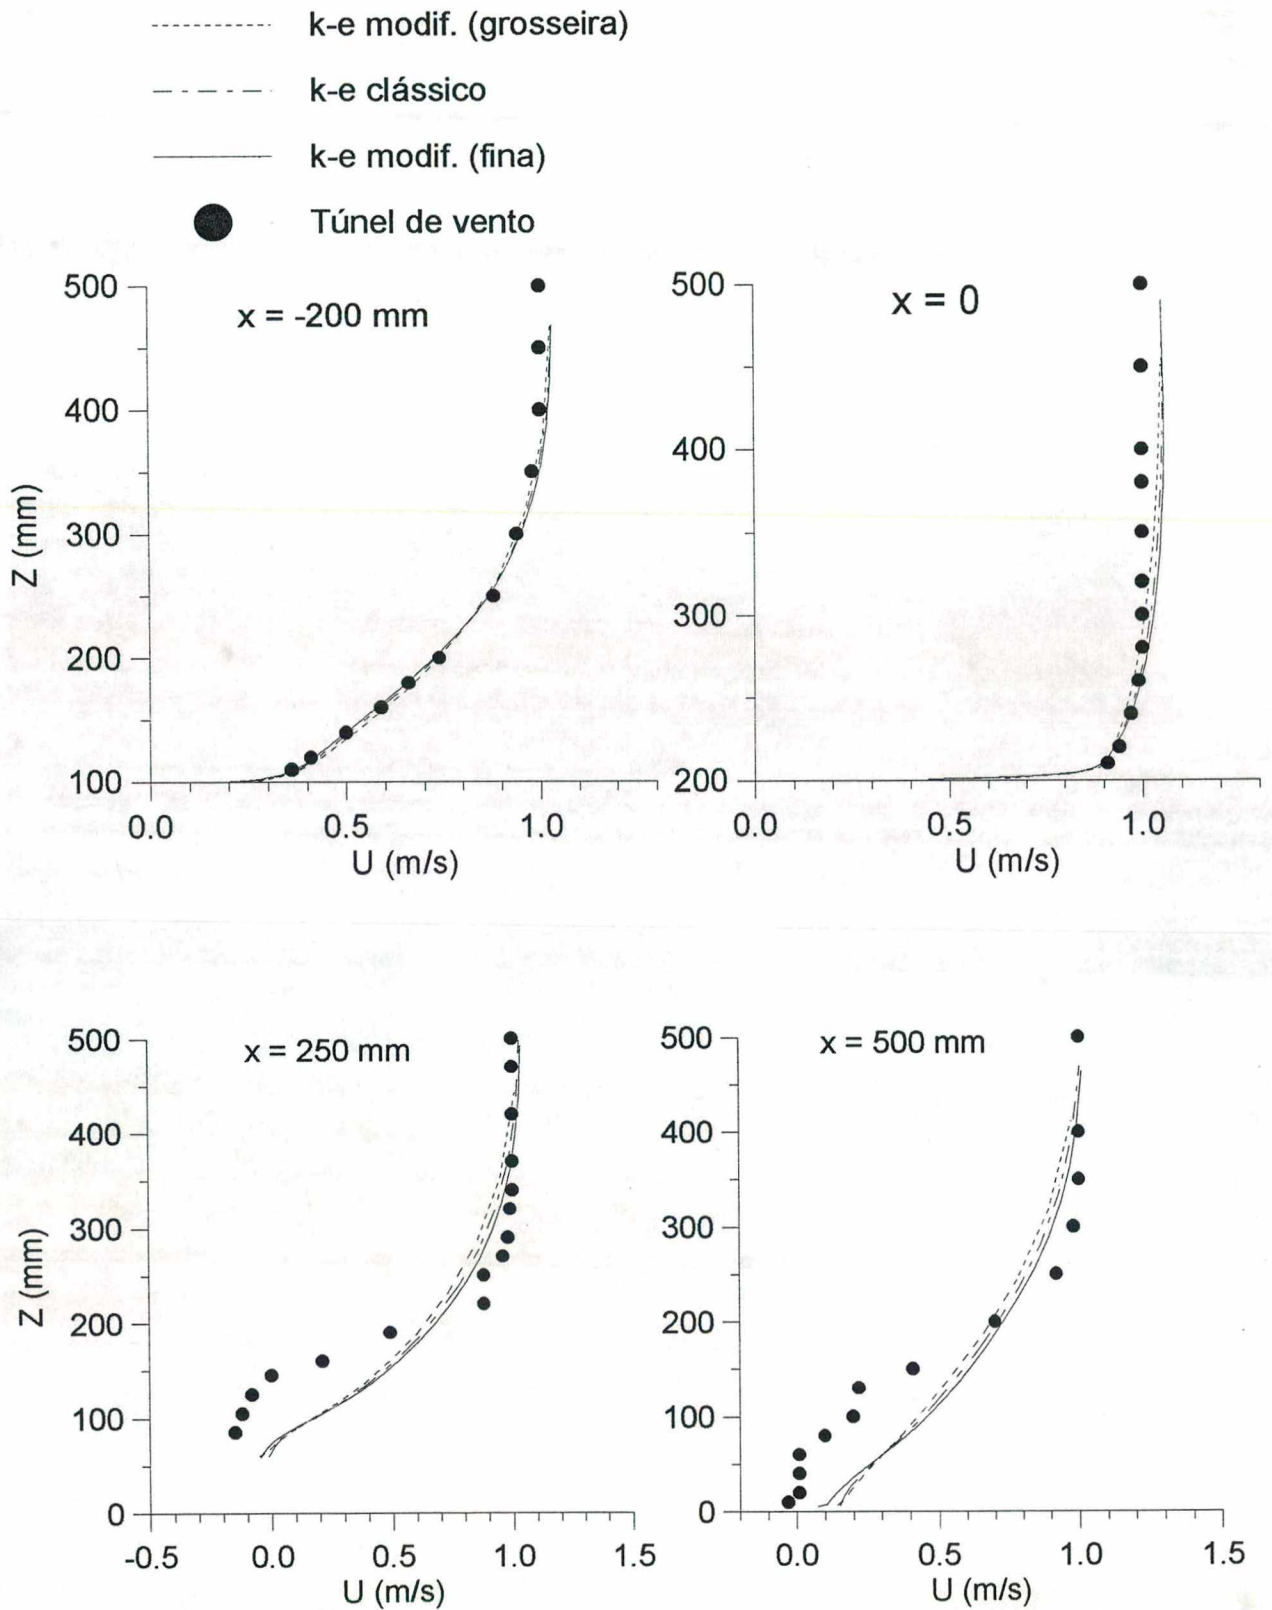 k-e modif. (grosseira)
k-e clássico
k-e modif. (fina)
Túnel de vento
x = -200 mm
500
400
300
200
100
Z (mm)
0.0 0.5 1.0
U (m/s)
x = 0
500
400
300
200
0.0 0.5 1.0
U (m/s)
x = 250 mm
500
400
300
200
100
0
Z (mm)
-0.5 0.0 0.5 1.0 1.5
U (m/s)
x = 500 mm
500
400
300
200
100
0
0.0 0.5 1.0 1.5
U (m/s)